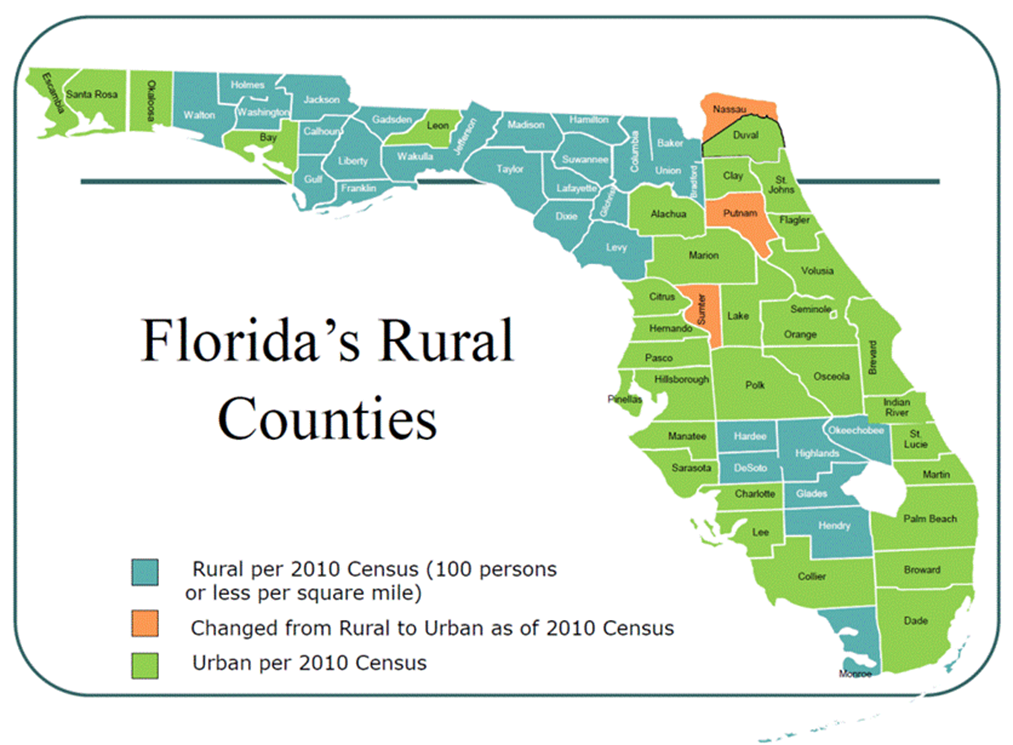 Escambia
Santa Rosa
Okaloosa
Walton
Holmes
Washington
Bay
Jackson
Calhoun
Gulf
Liberty
Franklin
Gadsden
Leon
Wakulla
Jefferson
Madison
Taylor
Hamilton
Suwannee
Lafayette
Dixie
Gilchrist
Columbia
Baker
Union
Bradford
Levy
Nassau
Duval
Clay
St.
Johns
Putnam
Flagler
Alachua
Marion
Volusia
Citrus
Sumter
Lake
Seminole
Hernando
Orange
Pasco
Brevard
Hillsborough
Polk
Osceola
Pinellas
Indian
River
Manatee
Hardee
Okeechobee
Highlands
St.
Lucie
Sarasota
DeSoto
Martin
Charlotte
Glades
Lee
Hendry
Palm Beach
Collier
Broward
Dade
Monroe
Florida's Rural
Counties
Rural per 2010 Census (100 persons
or less per square mile)
Changed from Rural to Urban as of 2010 Census
Urban per 2010 Census